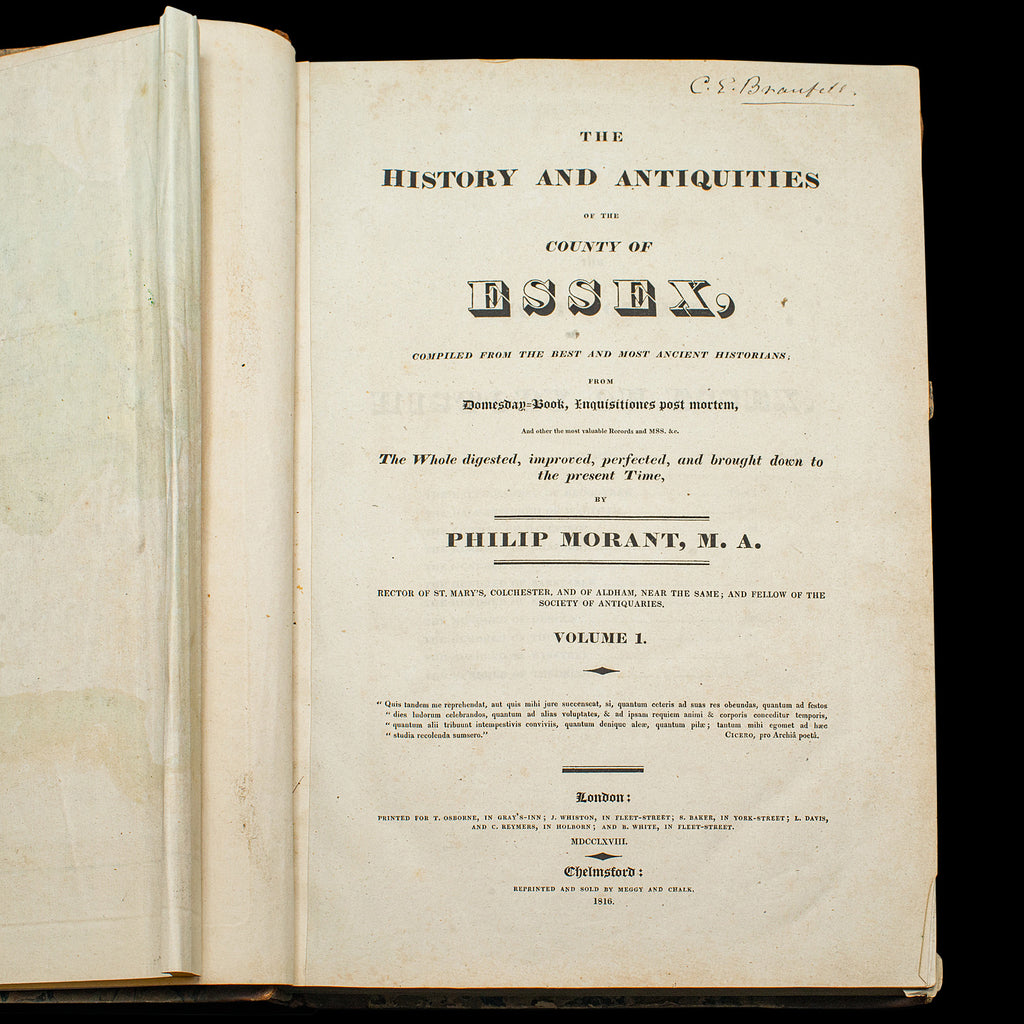 C. E.
THE
HISTORY AND ANTIQUITIES
OF THE
COUNTY OF
ESSEX,
COMPILED FROM THE BEST AND MOST ANCIENT HISTORIANS;
FROM
Domesday-Book, Inquisitiones post mortem,
And other the most valuable Records and MSS. &c.
The Whole digested, improved, perfected, and brought down to
the present Time,
BY
PHILIP MORANT, M. A.
RECTOR OF ST. MARY'S, COLCHESTER, AND OF ALDHAM, NEAR THE SAME; AND FELLOW OF THE
SOCIETY OF ANTIQUARIES.
VOLUME 1.
“ Quis tandem me reprehendat, aut quis mihi jure succenseat, si, quantum ceteris ad suas res obeundas, quantum ad festos
“ dies ludorum celebrandos, quantum ad alias voluptates, & ad ipsam requiem animi & corporis conceditur temporis,
“ quantum alii tribuunt intempestivis conviviis, quantum denique aleæ, quantum pilæ; tantum mihi egomet ad hæc
“ studia recolenda sumsero.” CICERO, pro Archiâ poetâ.
London:
PRINTED FOR T. OSBORNE, IN GRAY'S-INN; J. WHISTON, IN FLEET-STREET; S. BAKER, IN YORK-STREET; L. DAVIS,
AND C. REYMERS, IN HOLBORN; AND B. WHITE, IN FLEET-STREET.
MDCCLXVIII.
Chelmsford:
REPRINTED AND SOLD BY MEGGY AND CHALK.
1816.